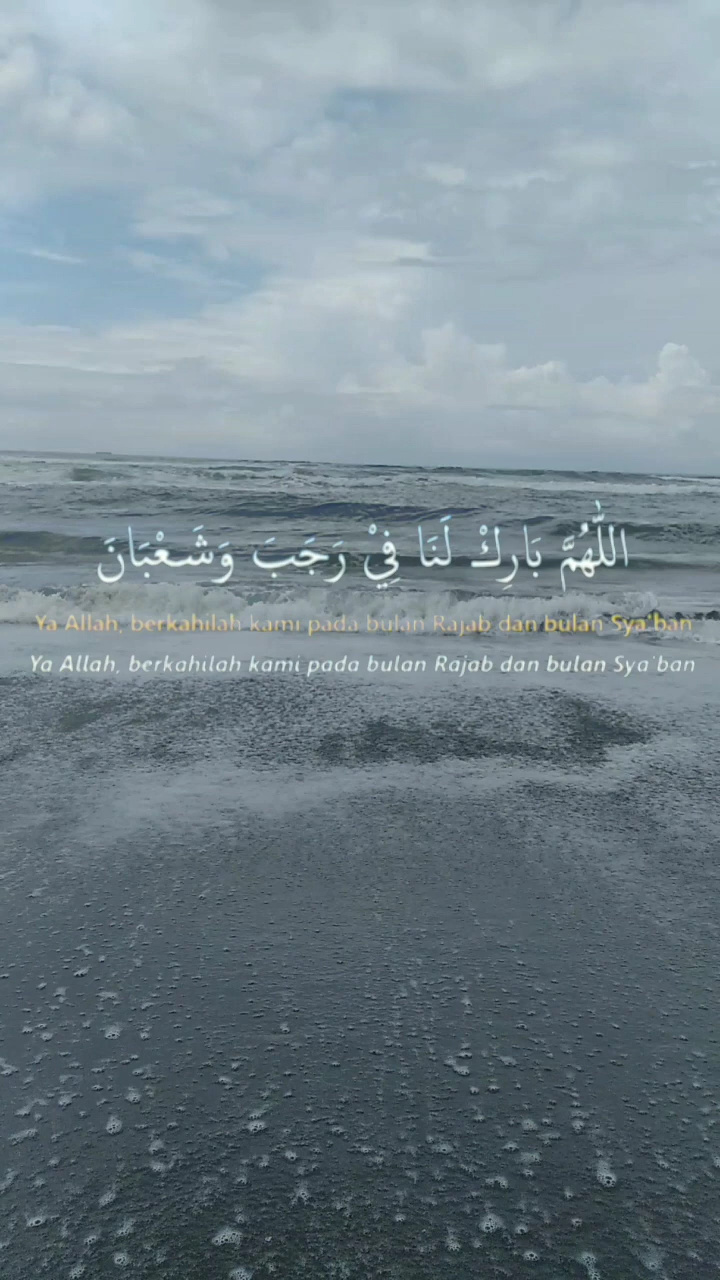 اللّٰهُمَّ بَارِكْ لَنَا فِيْ رَجَبَ وَشَعْبَانَ
Ya Allah, berkahilah kami pada bulan Rajab dan bulan Sya'ban
Ya Allah, berkahilah kami pada bulan Rajab dan bulan Sya'ban